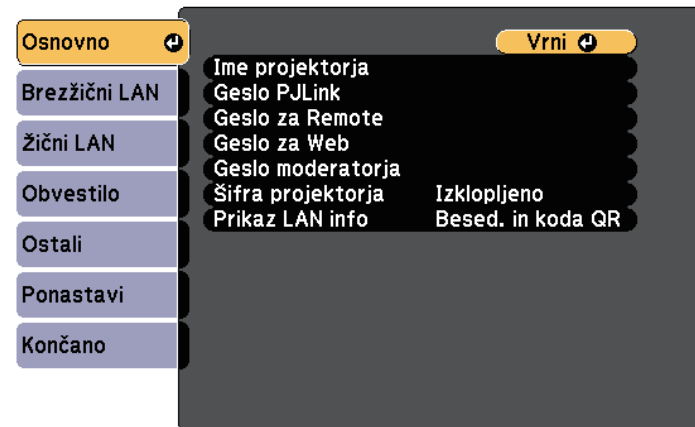 Osnovno
Brezžični LAN
Žični LAN
Obvestilo
Ostali
Ponastavi
Končano
Vrni
Ime projektorja
Geslo PJLink
Geslo za Remote
Geslo za Web
Geslo moderatorja
Šifra projektorja Izklopljeno
Prikaz LAN info Besed. in koda QR